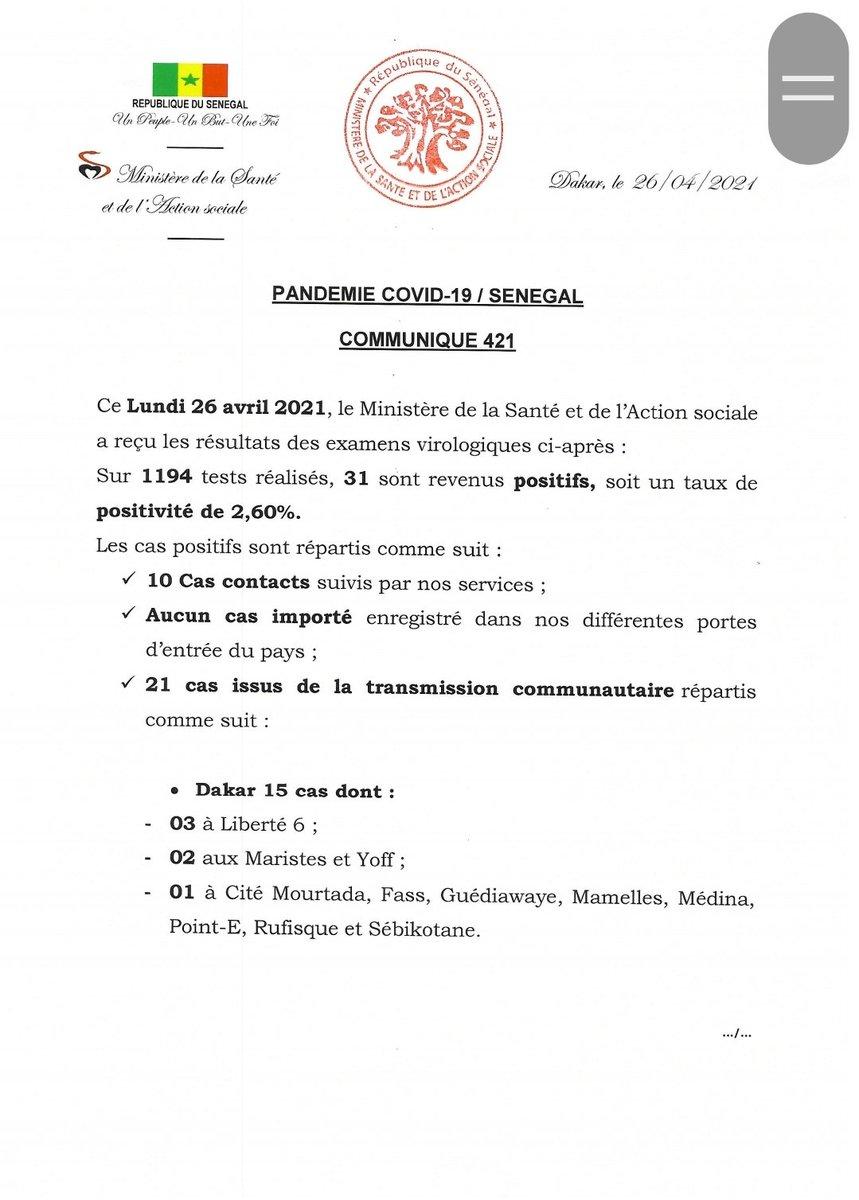 REPUBLIQUE DU SENEGAL
Un Peuple-Un But-Une Foi
Ministère de la Santé
et de l'Action sociale
★ République du Sénégal ★
MINISTÈRE DE LA SANTE ET DE L'ACTION SOCIALE
Dakar, le 26/04/2021
PANDEMIE COVID-19 / SENEGAL
COMMUNIQUE 421
Ce Lundi 26 avril 2021, le Ministère de la Santé et de l'Action sociale
a reçu les résultats des examens virologiques ci-après :
Sur 1194 tests réalisés, 31 sont revenus positifs, soit un taux de
positivité de 2,60%.
Les cas positifs sont répartis comme suit :
✓ 10 Cas contacts suivis par nos services ;
✓ Aucun cas importé enregistré dans nos différentes portes
d'entrée du pays ;
✓ 21 cas issus de la transmission communautaire répartis
comme suit :
• Dakar 15 cas dont :
- 03 à Liberté 6 ;
- 02 aux Maristes et Yoff ;
- 01 à Cité Mourtada, Fass, Guédiawaye, Mamelles, Médina,
Point-E, Rufisque et Sébikotane.
.../...